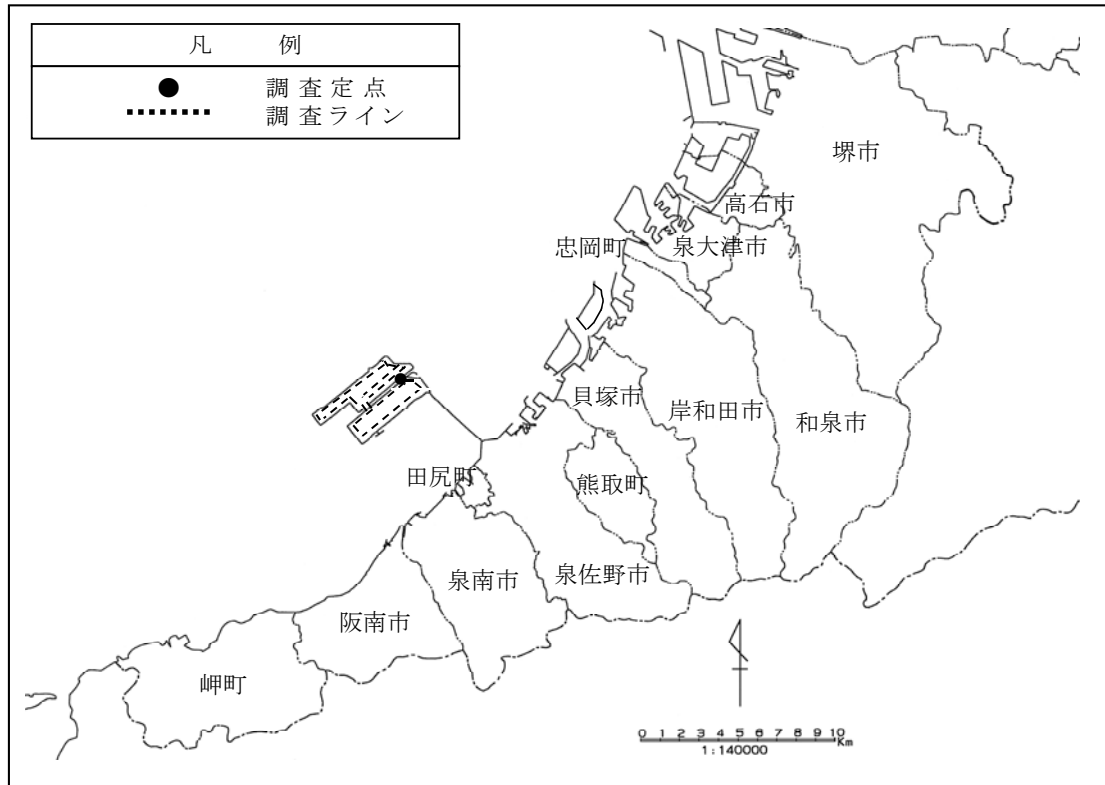 凡 例
調査定点
調査ライン
堺市
高石市
忠岡町
泉大津市
貝塚市
岸和田市
和泉市
田尻町
熊取町
泉南市
泉佐野市
阪南市
岬町
0 1 2 3 4 5 6 7 8 9 10
Km
1:140000